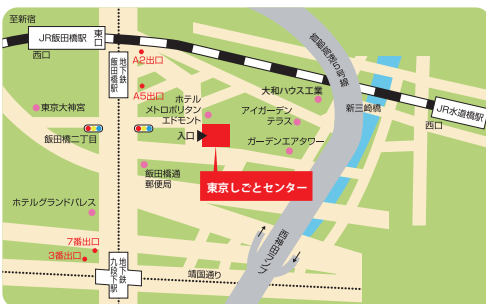 至新宿
JR飯田橋駅
東口
西口
地下鉄
飯田橋駅
A2出口
A5出口
首都高速5号線
大和ハウス工業
新三崎橋
JR水道橋駅
西口
東京大神宮
ホテル
メトロポリタン
エドモント
アイガーデン
テラス
飯田橋二丁目
入口
ガーデンエアタワー
飯田橋通
郵便局
東京しごとセンター
ホテルグランドパレス
7番出口
3番出口
地下鉄
九段下駅
靖国通り
西神田ランプ